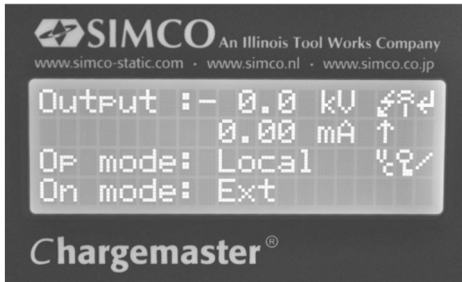 SIMCO An Illinois Tool Works Company
www.simco-static.com · www.simco.nl · www.simco.co.jp
Output :- 0.0 kV
0.00 mA ↑
Op mode: Local
On mode: Ext
Chargemaster®